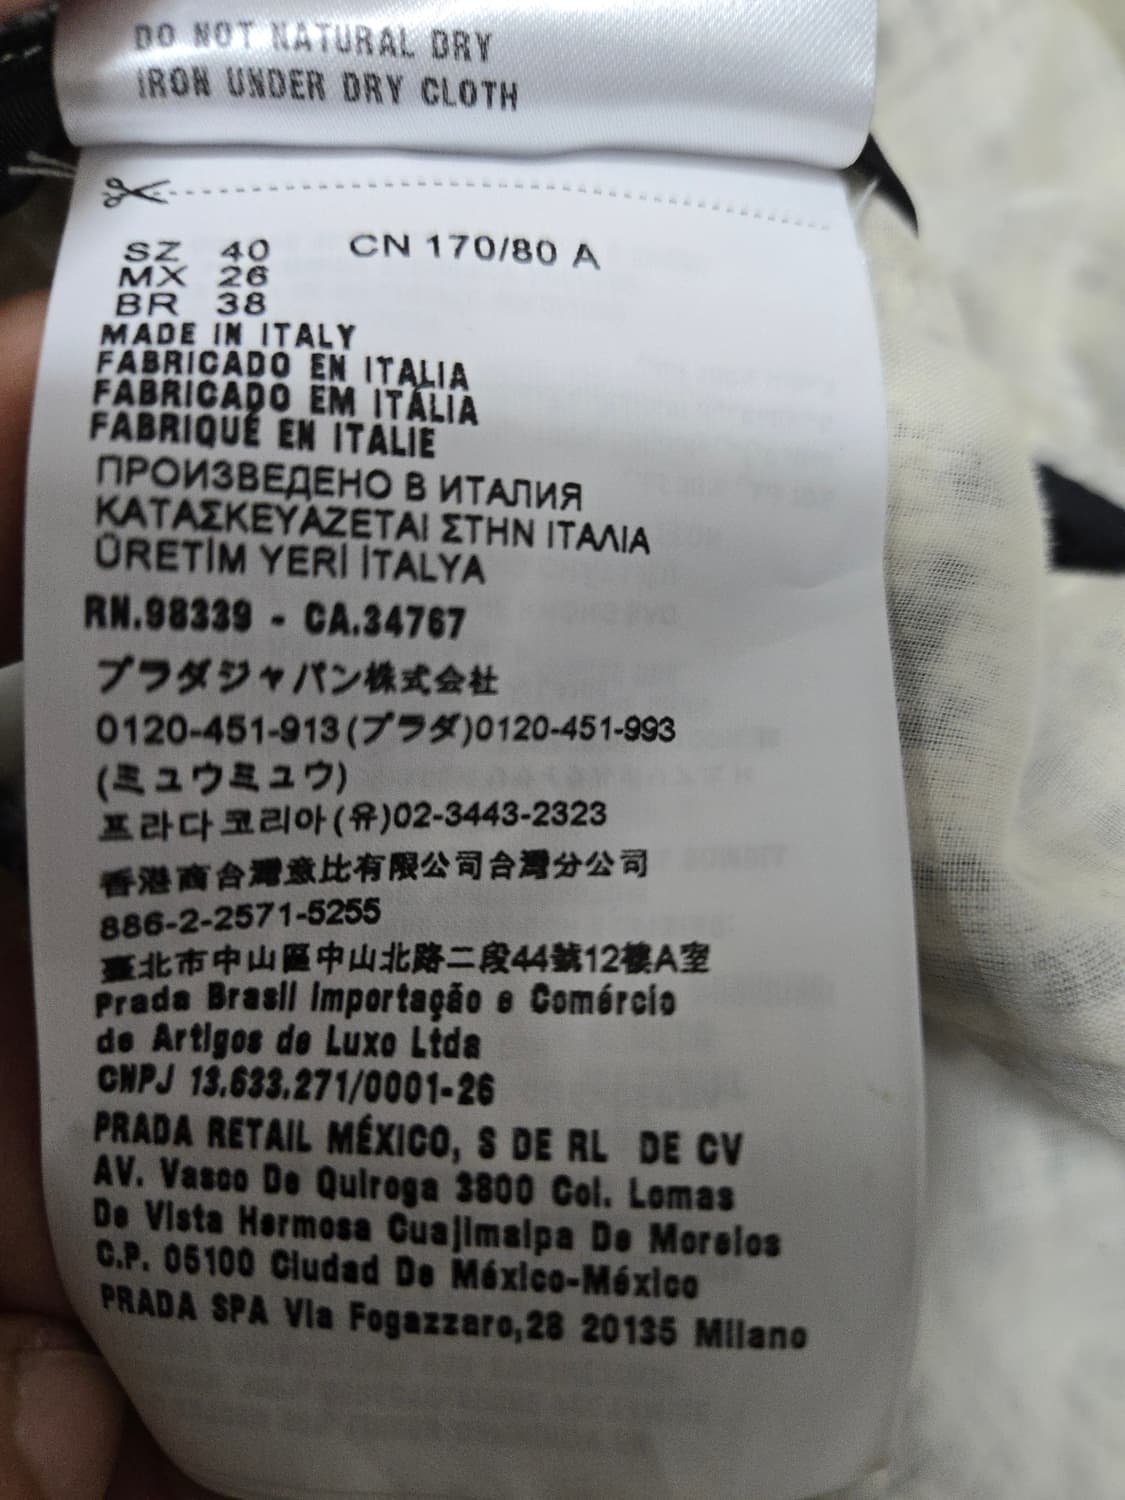 DO NOT NATURAL DRY
IRON UNDER DRY CLOTH
SZ 40 CN 170/80 A
MX 26
BR 38
MADE IN ITALY
FABRICADO EN ITALIA
FABRICADO EM ITÁLIA
FABRIQUÉ EN ITALIE
ПРОИЗВЕДЕНО В ИТАЛИЯ
ΚΑΤΑΣΚΕΥΑΖΕΤΑΙ ΣΤΗΝ ΙΤΑΛΙΑ
ÜRETİM YERİ İTALYA
RN.98339 - CA.34767
プラダジャパン株式会社
0120-451-913(プラダ)0120-451-993
(ミュウミュウ)
프라다코리아(유)02-3443-2323
香港商台灣意比有限公司台灣分公司
886-2-2571-5255
臺北市中山區中山北路二段44號12樓A室
Prada Brasil Importação e Comércio
de Artigos de Luxo Ltda
CNPJ 13.633.271/0001-26
PRADA RETAIL MÉXICO, S DE RL DE CV
AV. Vasco De Quiroga 3800 Col. Lomas
De Vista Hermosa Cuajimalpa De Morelos
C.P. 05100 Ciudad De México-México
PRADA SPA Via Fogazzaro,28 20135 Milano